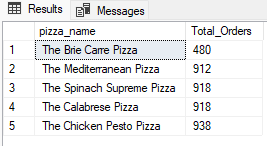 Results Messages
pizza_name Total_Orders
1 The Brie Carre Pizza 480
2 The Mediterranean Pizza 912
3 The Spinach Supreme Pizza 918
4 The Calabrese Pizza 918
5 The Chicken Pesto Pizza 938